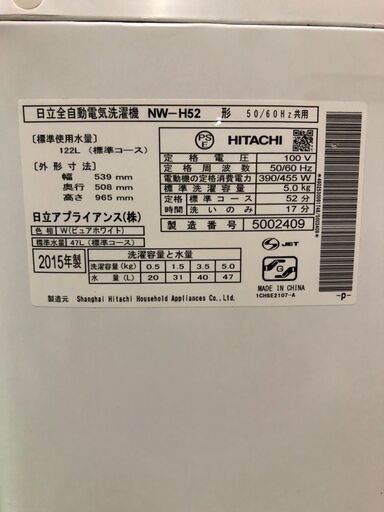 日立全自動電気洗濯機 NW-H52 形 50/60Hz共用
〔標準使用水量〕
122L (標準コース)
〔外形寸法〕
幅 539 mm
奥行 508 mm
高さ 965 mm
日立アプライアンス(株)
色相 W(ピュアホワイト)
標準水量 47L (標準コース)
PS
E
HITACHI
定格電圧 100 V
定格周波数 50/60 Hz
電動機の定格消費電力 390/455 W
標準洗濯容量 5.0kg
定格 標準コース 52分
時間 洗いのみ 17分
製造番号 5002409
2015年製
洗濯容量と水量
洗濯容量(kg) 0.5 1.5 3.5 5.0
水量(L) 20 31 40 47
S JET
MADE IN CHINA
1CHSE2107-A
製造元 Shanghai Hitachi Household Appliances Co., Ltd.
-P-